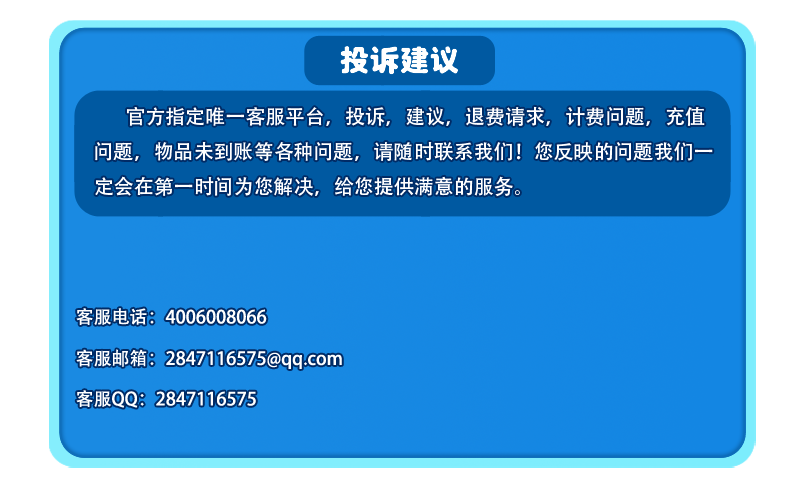 投诉建议
官方指定唯一客服平台，投诉，建议，退费请求，计费问题，充值
问题，物品未到账等各种问题，请随时联系我们！您反映的问题我们一
定会在第一时间为您解决，给您提供满意的服务。
客服电话：4006008066
客服邮箱：2847116575@qq.com
客服QQ：2847116575